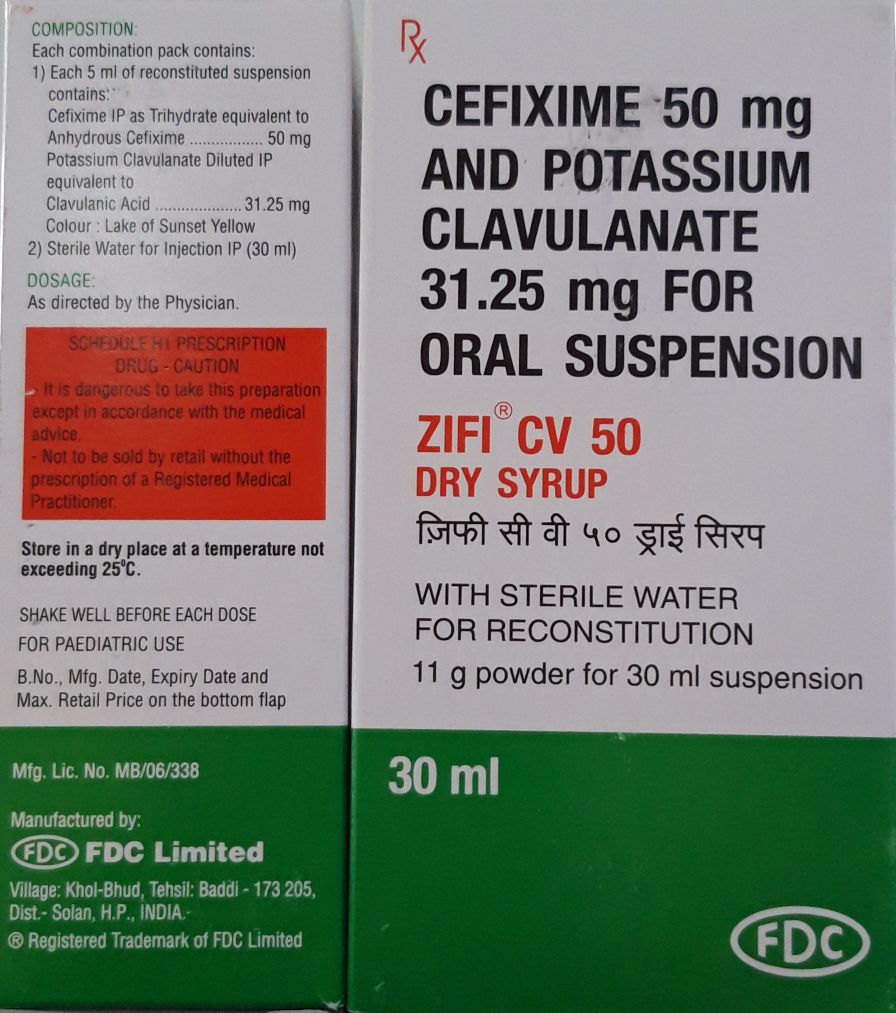 COMPOSITION:
Each combination pack contains:
1) Each 5 ml of reconstituted suspension
contains:
Cefixime IP as Trihydrate equivalent to
Anhydrous Cefixime ................. 50 mg
Potassium Clavulanate Diluted IP
equivalent to
Clavulanic Acid .................... 31.25 mg
Colour : Lake of Sunset Yellow
2) Sterile Water for Injection IP (30 ml)
DOSAGE:
As directed by the Physician.
SCHEDULE H1 PRESCRIPTION
DRUG - CAUTION
- It is dangerous to take this preparation
except in accordance with the medical
advice.
- Not to be sold by retail without the
prescription of a Registered Medical
Practitioner.
Store in a dry place at a temperature not
exceeding 25⁰C.
SHAKE WELL BEFORE EACH DOSE
FOR PAEDIATRIC USE
B.No., Mfg. Date, Expiry Date and
Max. Retail Price on the bottom flap
Mfg. Lic. No. MB/06/338
Manufactured by:
FDC FDC Limited
Village: Khol-Bhud, Tehsil: Baddi - 173 205,
Dist.- Solan, H.P., INDIA.
® Registered Trademark of FDC Limited
Rx
CEFIXIME 50 mg
AND POTASSIUM
CLAVULANATE
31.25 mg FOR
ORAL SUSPENSION
ZIFI® CV 50
DRY SYRUP
ज़िफी सी वी ५० ड्राई सिरप
WITH STERILE WATER
FOR RECONSTITUTION
11 g powder for 30 ml suspension
30 ml
FDC